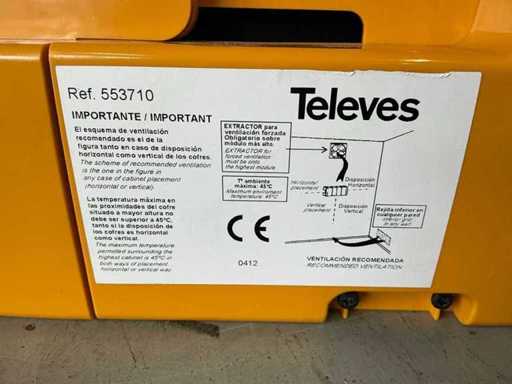 Ref. 553710
IMPORTANTE / IMPORTANT
El esquema de ventilación
recomendado es el de la
figura tanto en caso de disposición
horizontal como vertical de los cofres.
The scheme of recommended ventilation
is the one in the figure in
any case of cabinet placement
(horizontal or vertical).
La temperatura máxima en
las proximidades del cofre
situado a mayor altura no
debe ser superior a 45ºC,
tanto si la disposición de
los cofres es horizontal
como vertical.
The maximum temperature
permitted surrounding the
highest cabinet is 45ºC in
both ways of placement
horizontal or vertical way
Televes
EXTRACTOR para
ventilación forzada
Obligatorio sobre
módulo más alto.
EXTRACTOR for
forced ventilation
must be onto
the highest module
Tª ambiente
máxima: 45ºC
Maximum enviroment
temperature: 45ºC
Horizontal
placement
Disposición
Horizontal
Vertical
placement
Disposición
Vertical
Rejilla inferior en
cualquier pared
Inferior grid
in any wall
CE
0412
VENTILACIÓN RECOMENDADA
RECOMMENDED VENTILATION